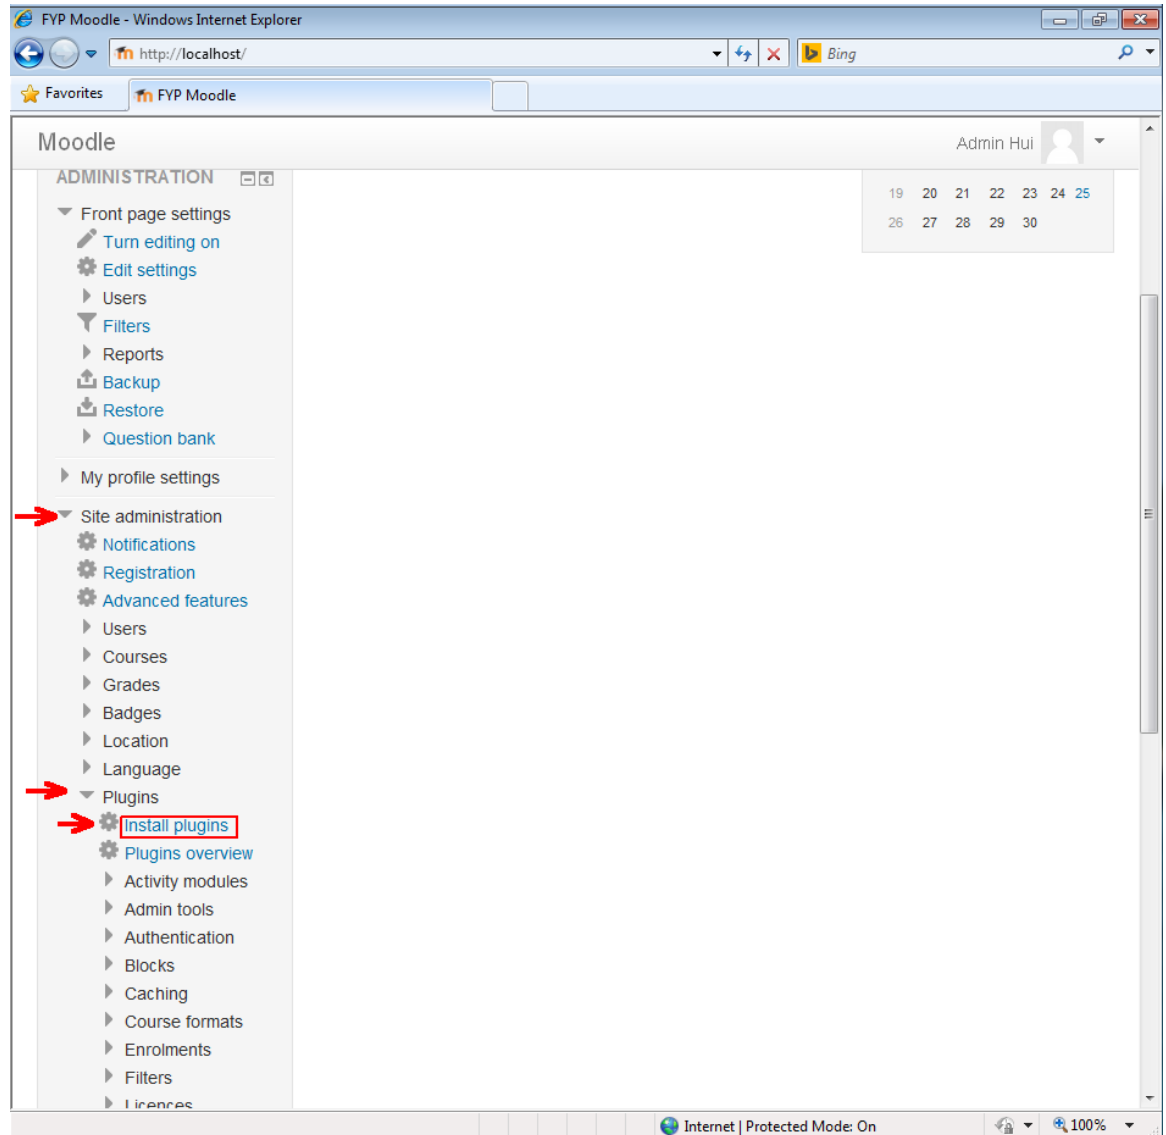 FYP Moodle - Windows Internet Explorer
http://localhost/
Bing
Favorites
FYP Moodle
Moodle
Admin Hui
ADMINISTRATION
19 20 21 22 23 24 25
26 27 28 29 30
Front page settings
Turn editing on
Edit settings
Users
Filters
Reports
Backup
Restore
Question bank
My profile settings
Site administration
Notifications
Registration
Advanced features
Users
Courses
Grades
Badges
Location
Language
Plugins
Install plugins
Plugins overview
Activity modules
Admin tools
Authentication
Blocks
Caching
Course formats
Enrolments
Filters
Licences
Internet | Protected Mode: On
100%